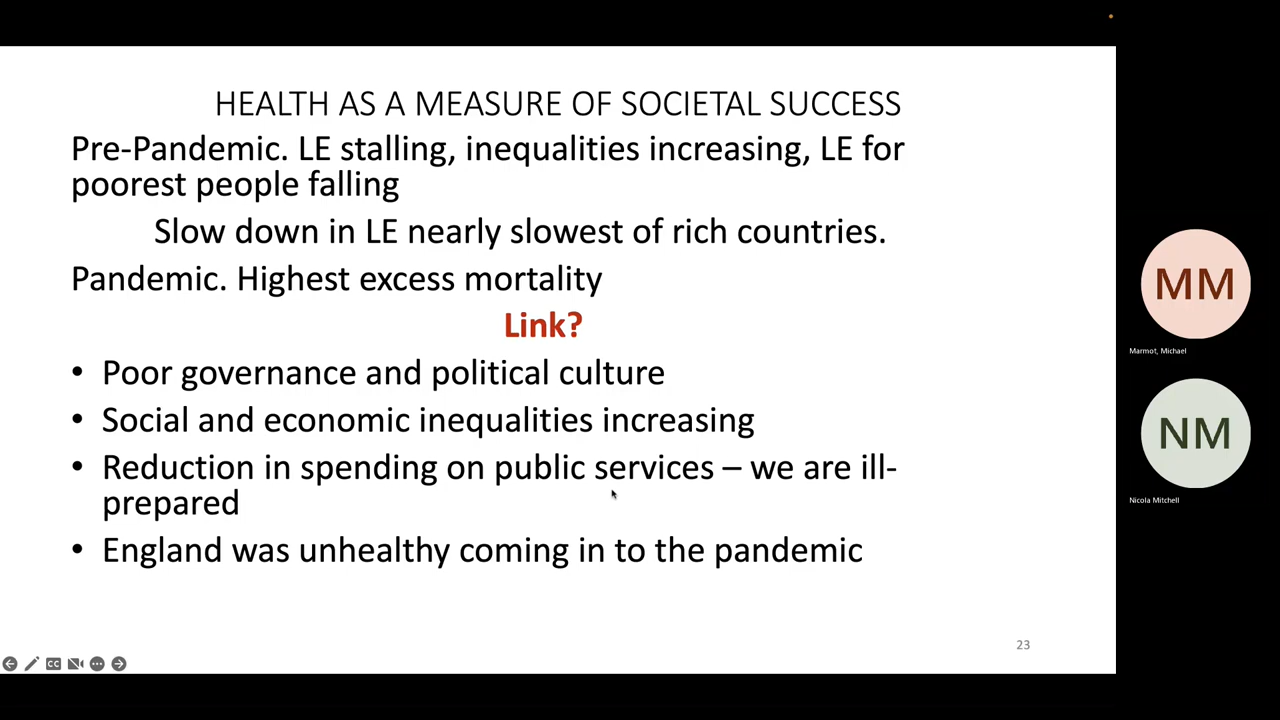 HEALTH AS A MEASURE OF SOCIETAL SUCCESS
Pre-Pandemic. LE stalling, inequalities increasing, LE for
poorest people falling
Slow down in LE nearly slowest of rich countries.
Pandemic. Highest excess mortality
Link?
• Poor governance and political culture
• Social and economic inequalities increasing
• Reduction in spending on public services – we are ill-
prepared
• England was unhealthy coming in to the pandemic
23
CC
MM
Marmot, Michael
NM
Nicola Mitchell